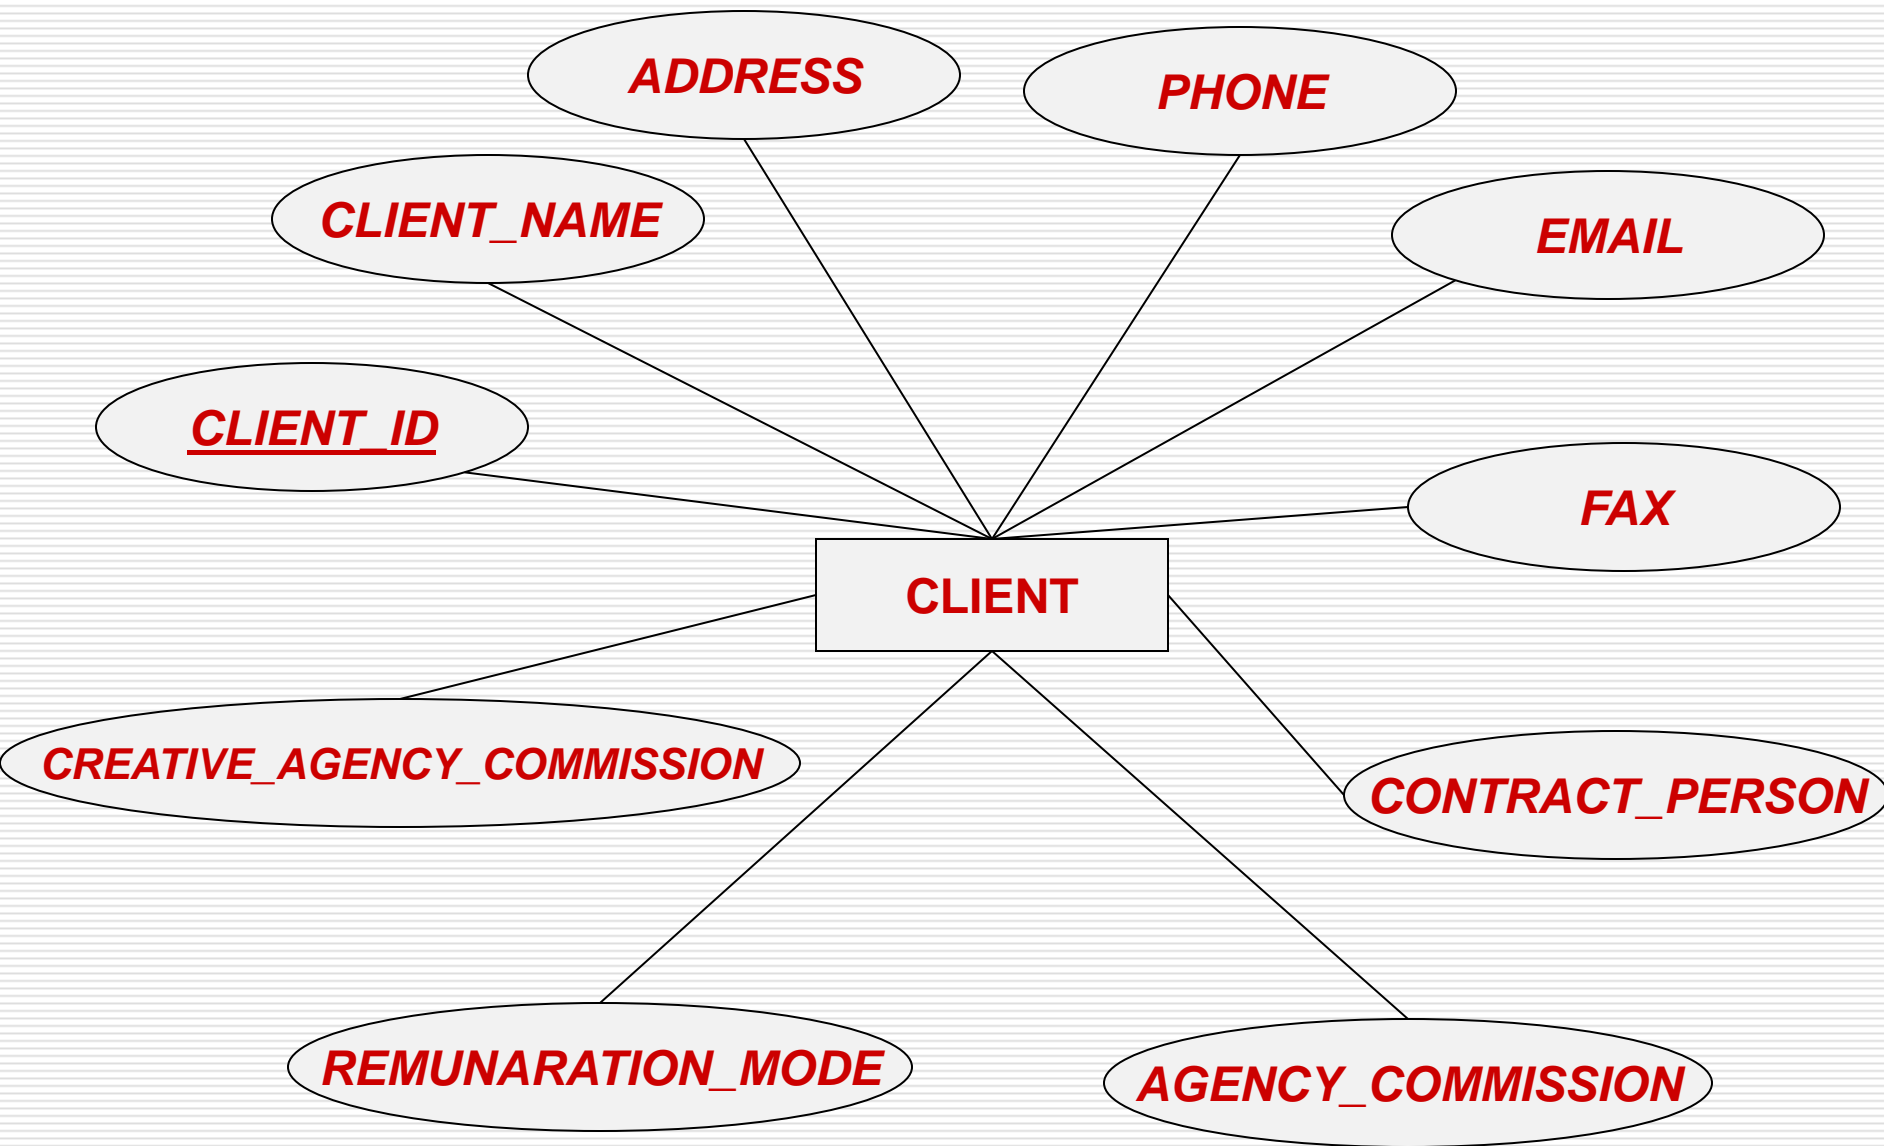 ADDRESS
PHONE
CLIENT_NAME
EMAIL
CLIENT_ID
FAX
CLIENT
CREATIVE_AGENCY_COMMISSION
CONTRACT_PERSON
REMUNARATION_MODE
AGENCY_COMMISSION